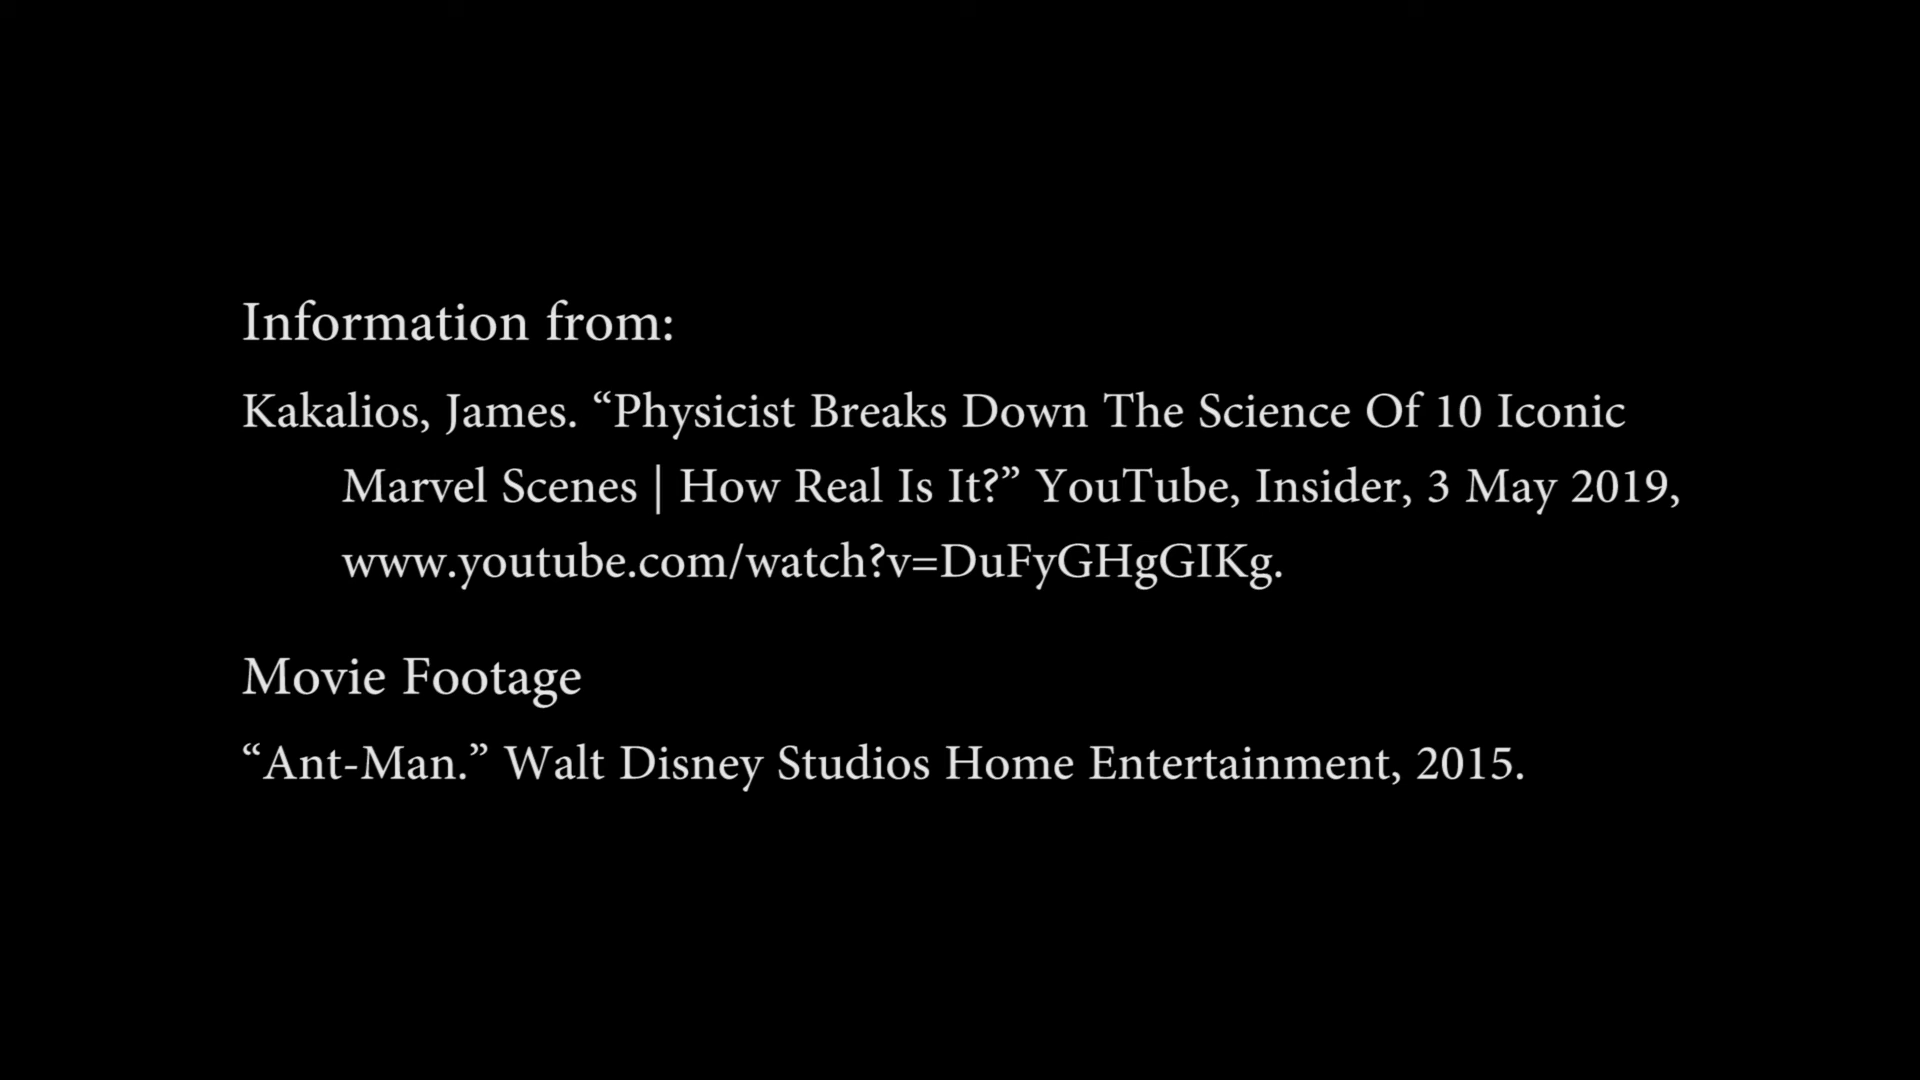 Information from:
Kakalios, James. “Physicist Breaks Down The Science Of 10 Iconic
Marvel Scenes | How Real Is It?” YouTube, Insider, 3 May 2019,
www.youtube.com/watch?v=DuFyGHgGIKg.
Movie Footage
“Ant-Man.” Walt Disney Studios Home Entertainment, 2015.